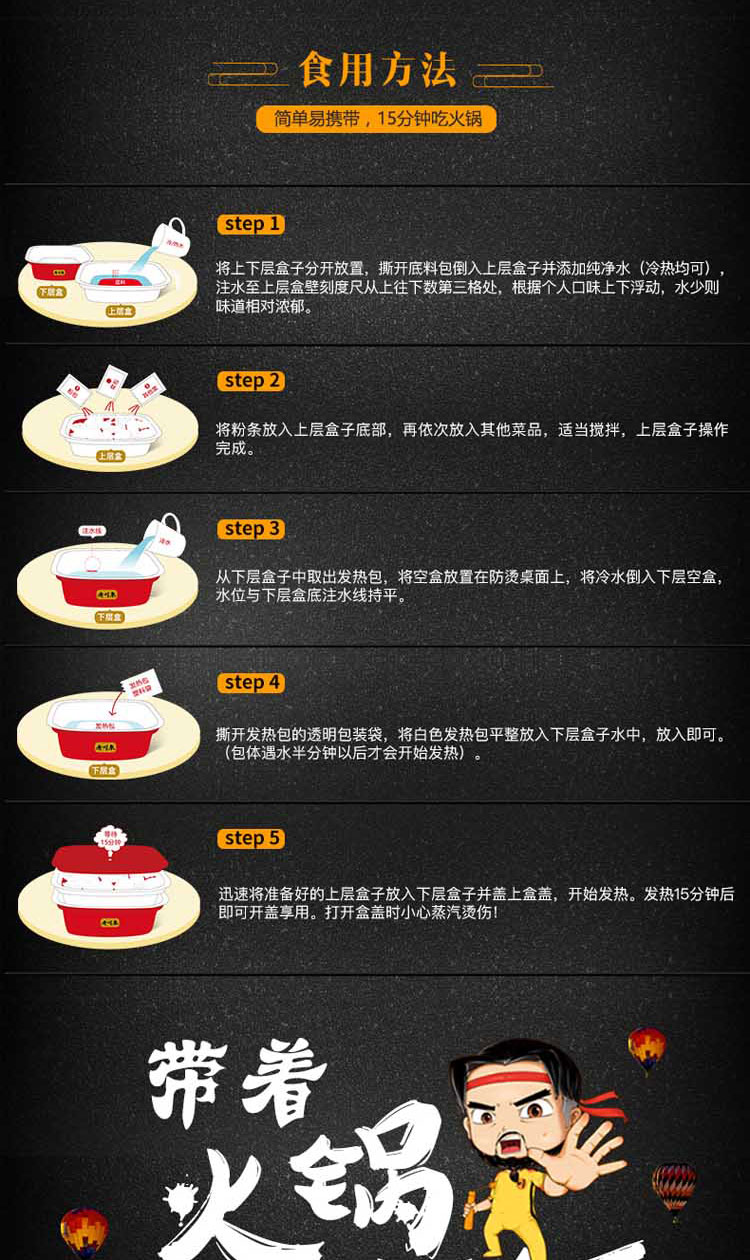 食用方法
简单易携带，15分钟吃火锅
step 1
冷热水
底料
下层盒
上层盒
将上下层盒子分开放置，撕开底料包倒入上层盒子并添加纯净水（冷热均可），
注水至上层盒壁刻度尺从上往下数第三格处，根据个人口味上下浮动，水少则
味道相对浓郁。
step 2
上层盒
将粉条放入上层盒子底部，再依次放入其他菜品，适当搅拌，上层盒子操作
完成。
step 3
注水线
冷水
下层盒
从下层盒子中取出发热包，将空盒放置在防烫桌面上，将冷水倒入下层空盒，
水位与下层盒底注水线持平。
step 4
发热包
塑料袋
发热包
下层盒
撕开发热包的透明包装袋，将白色发热包平整放入下层盒子水中，放入即可。
（包体遇水半分钟以后才会开始发热）。
step 5
等待
15分钟
迅速将准备好的上层盒子放入下层盒子并盖上盒盖，开始发热。发热15分钟后
即可开盖享用。打开盒盖时小心蒸汽烫伤！
带着
火锅